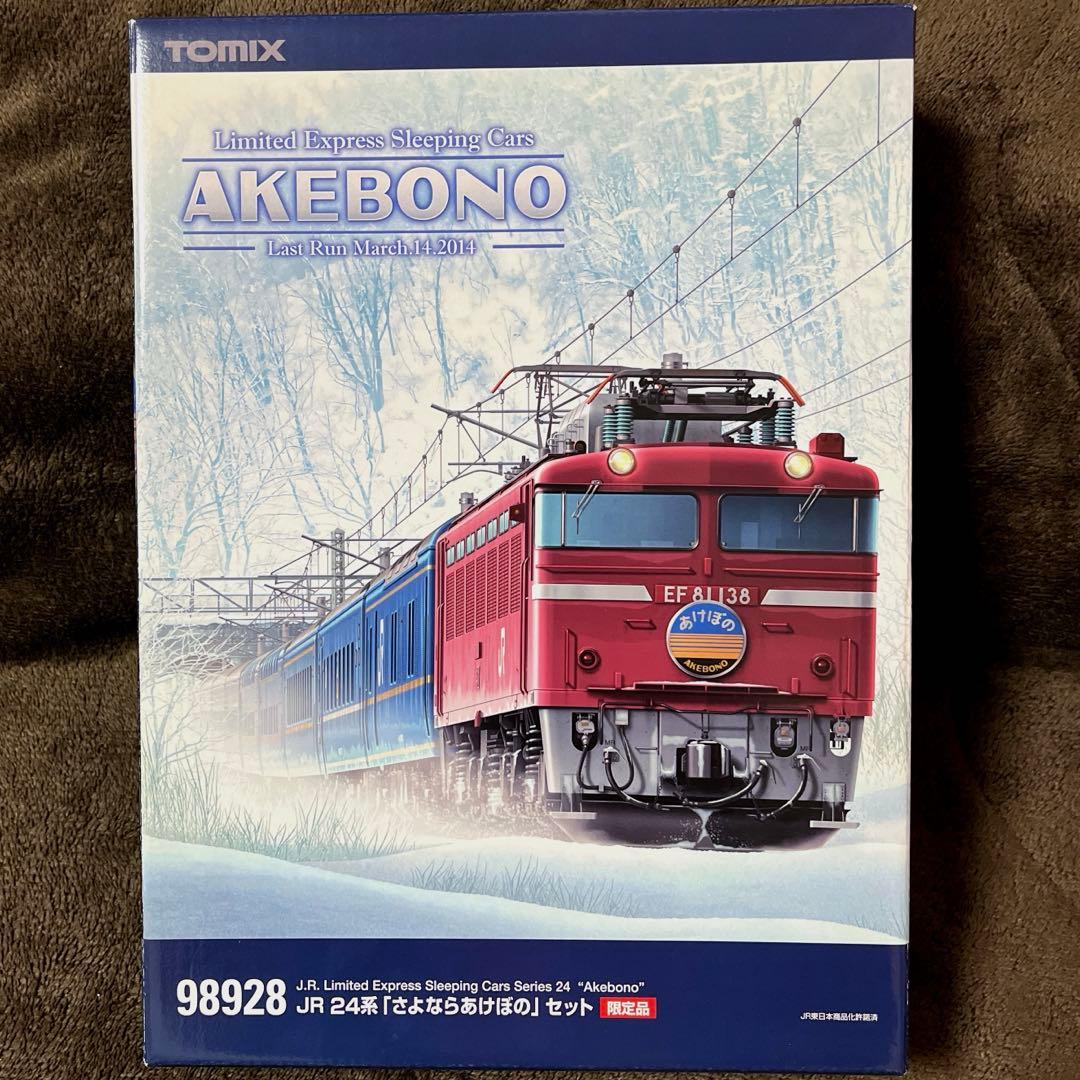 TOMIX
Limited Express Sleeping Cars
AKEBONO
Last Run March.14.2014
EF 81 138
あけぼの
AKEBONO
MR
MR
98928
J.R. Limited Express Sleeping Cars Series 24 “Akebono”
JR 24系「さよならあけぼの」セット 限定品
JR東日本商品化許諾済